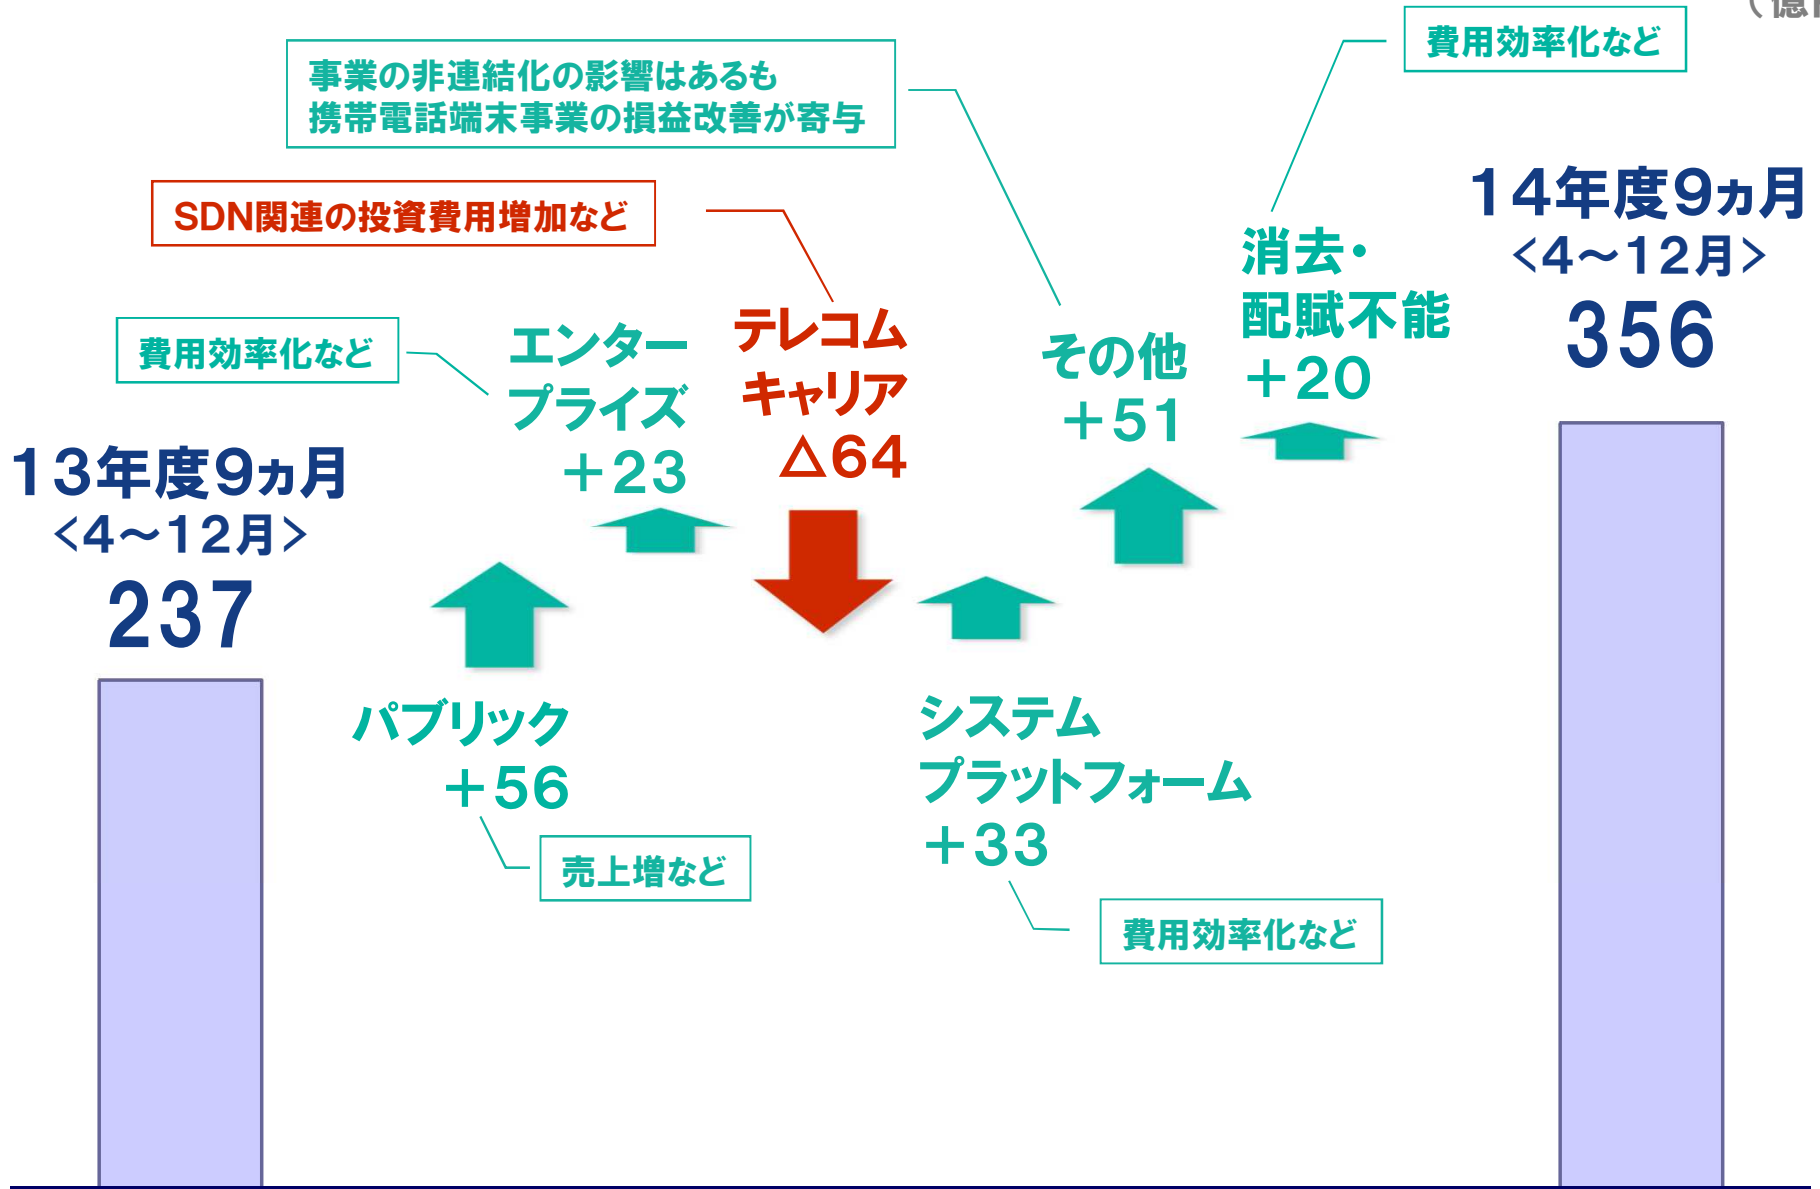 費用効率化など
事業の非連結化の影響はあるも
携帯電話端末事業の損益改善が寄与
SDN関連の投資費用増加など
14年度9ヵ月
<4～12月>
356
消去・
配賦不能
＋20
費用効率化など
エンター
プライズ
＋23
テレコム
キャリア
△64
その他
＋51
13年度9ヵ月
<4～12月>
237
パブリック
＋56
売上増など
システム
プラットフォーム
＋33
費用効率化など